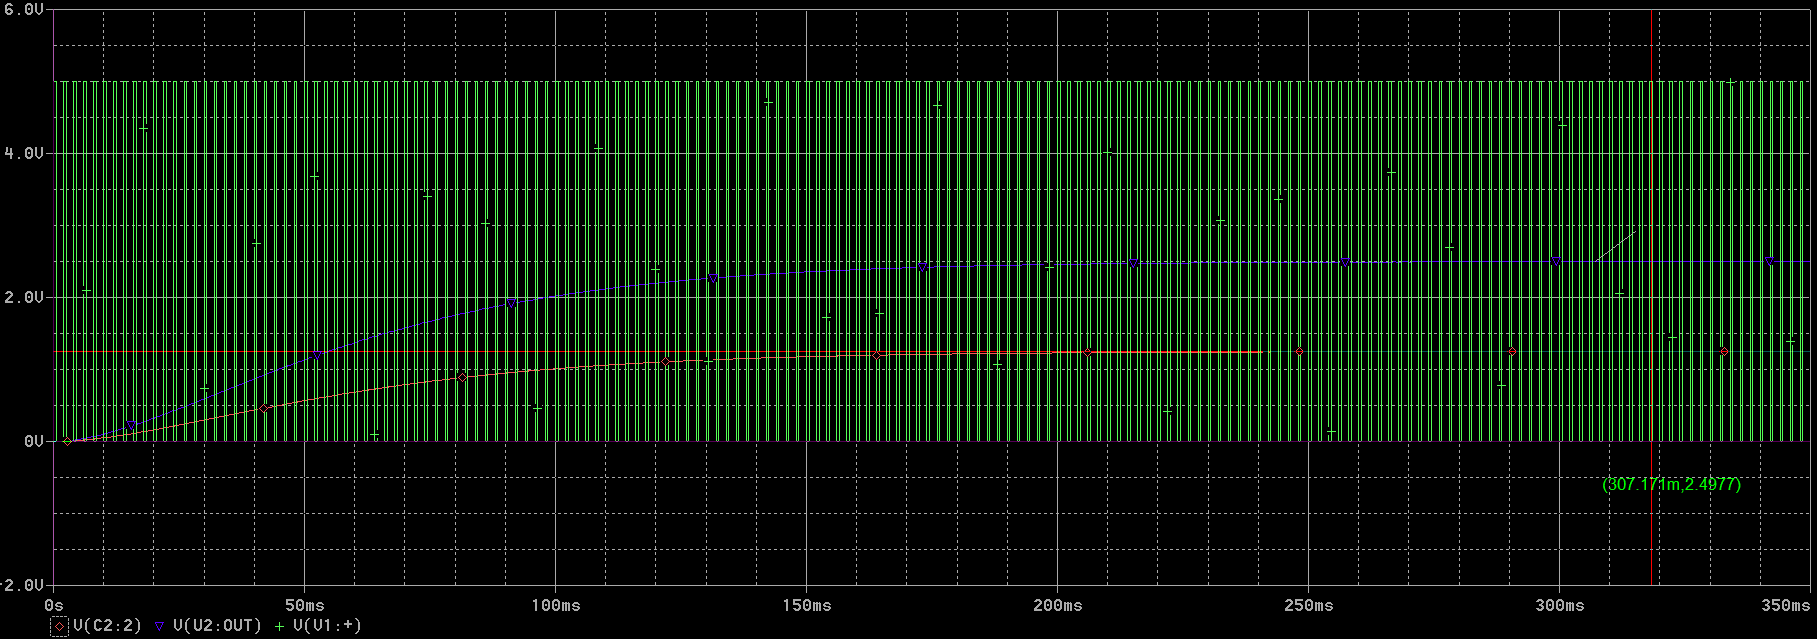 6.0V
4.0V
2.0V
0V
-2.0V
(307.171m,2.4977)
0s 50ms 100ms 150ms 200ms 250ms 300ms 350ms
V(C2:2) V(U2:OUT) V(V1:+)